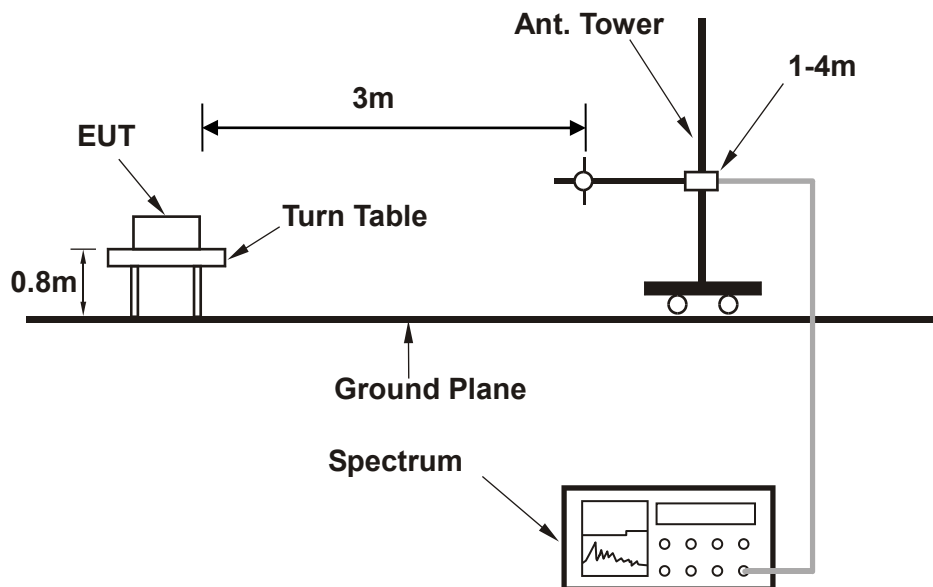 Ant. Tower
1-4m
3m
EUT
Turn Table
0.8m
Ground Plane
Spectrum